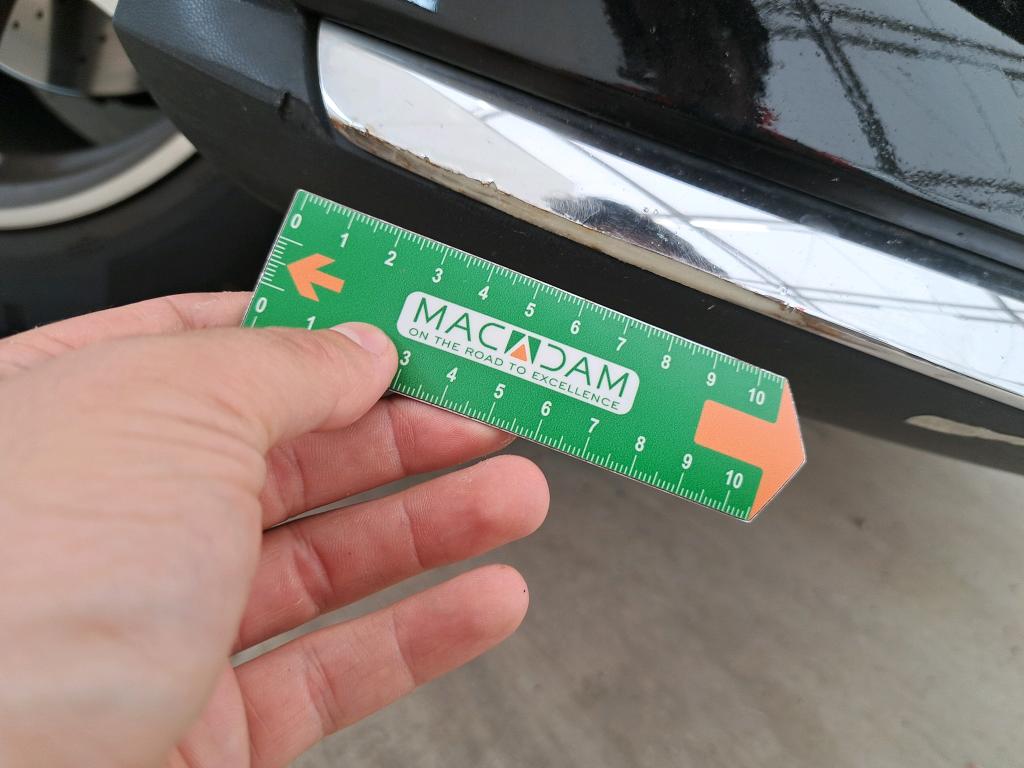 0 1 2 3 4 5 6 7 8 9 10
MACADAM
ON THE ROAD TO EXCELLENCE
0 1 3 4 5 6 7 8 9 10